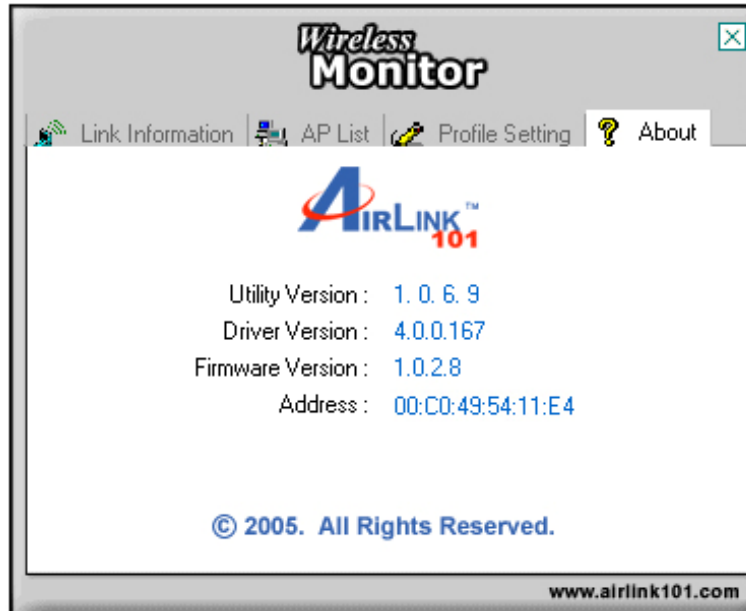 Wireless
Monitor
Link Information AP List Profile Setting ? About
AIRLINK™
101
Utility Version : 1. 0. 6. 9
Driver Version : 4.0.0.167
Firmware Version : 1.0.2.8
Address : 00:C0:49:54:11:E4
© 2005. All Rights Reserved.
www.airlink101.com